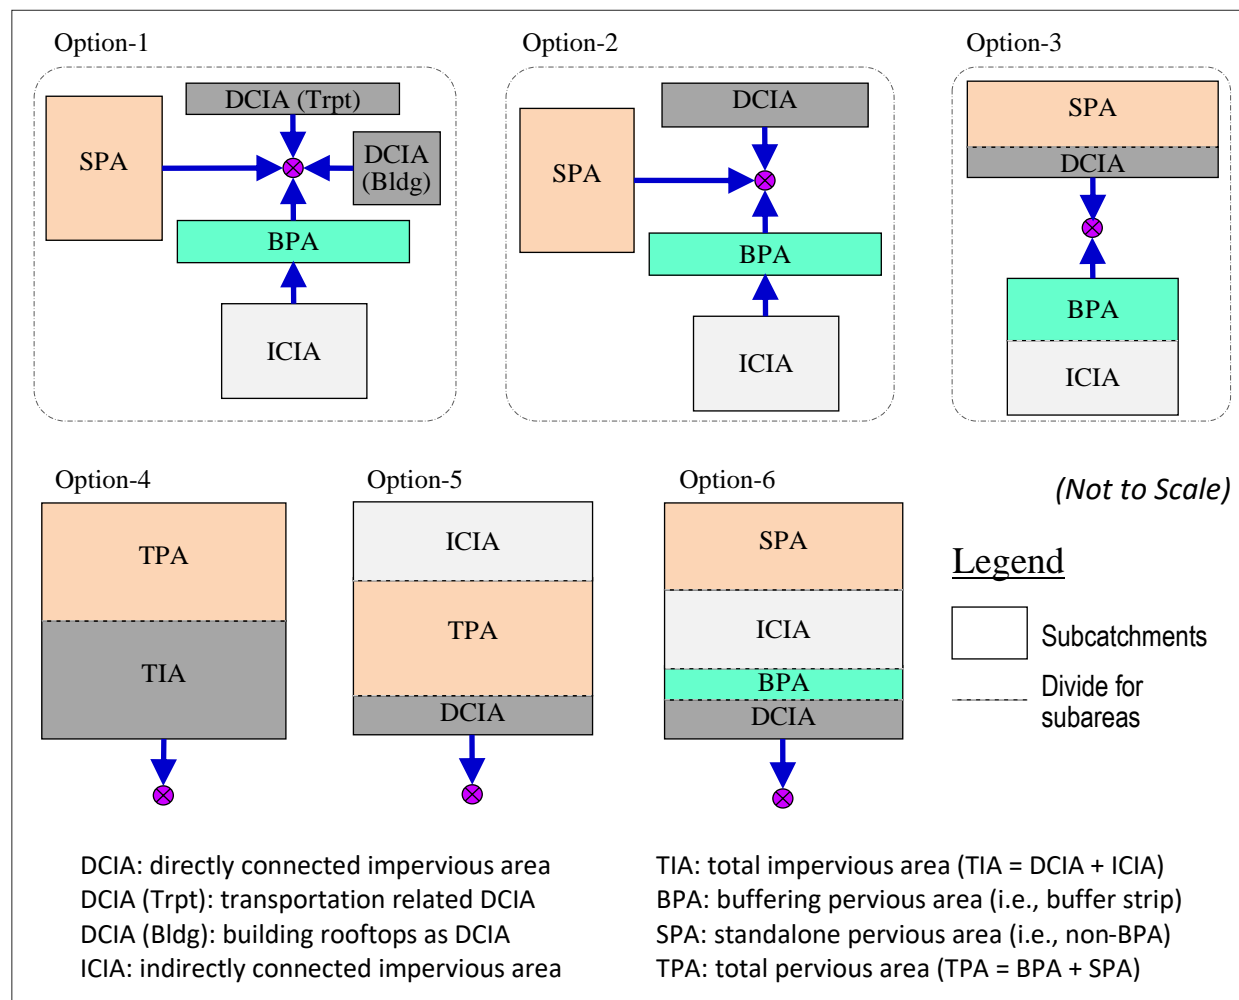 Option-1
DCIA (Trpt)
SPA
DCIA
(Bldg)
BPA
ICIA
Option-2
DCIA
SPA
BPA
ICIA
Option-3
SPA
DCIA
BPA
ICIA
Option-4
TPA
TIA
Option-5
ICIA
TPA
DCIA
Option-6
SPA
ICIA
BPA
DCIA
(Not to Scale)
Legend
Subcatchments
Divide for
subareas
DCIA: directly connected impervious area
DCIA (Trpt): transportation related DCIA
DCIA (Bldg): building rooftops as DCIA
ICIA: indirectly connected impervious area
TIA: total impervious area (TIA = DCIA + ICIA)
BPA: buffering pervious area (i.e., buffer strip)
SPA: standalone pervious area (i.e., non-BPA)
TPA: total pervious area (TPA = BPA + SPA)